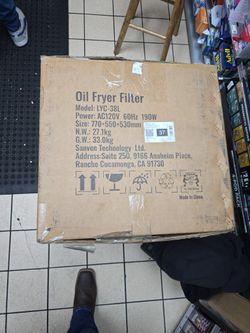 Oil Fryer Filter
Model: LYC-38L
Power: AC120V 60Hz 190W
Size: 770×550×530mm
N.W.: 27.1kg
G.W.: 33.0kg
Sanvee Technology Ltd.
Address:Suite 250, 9166 Anaheim Place,
Rancho Cucamonga, CA 91730
Made In China